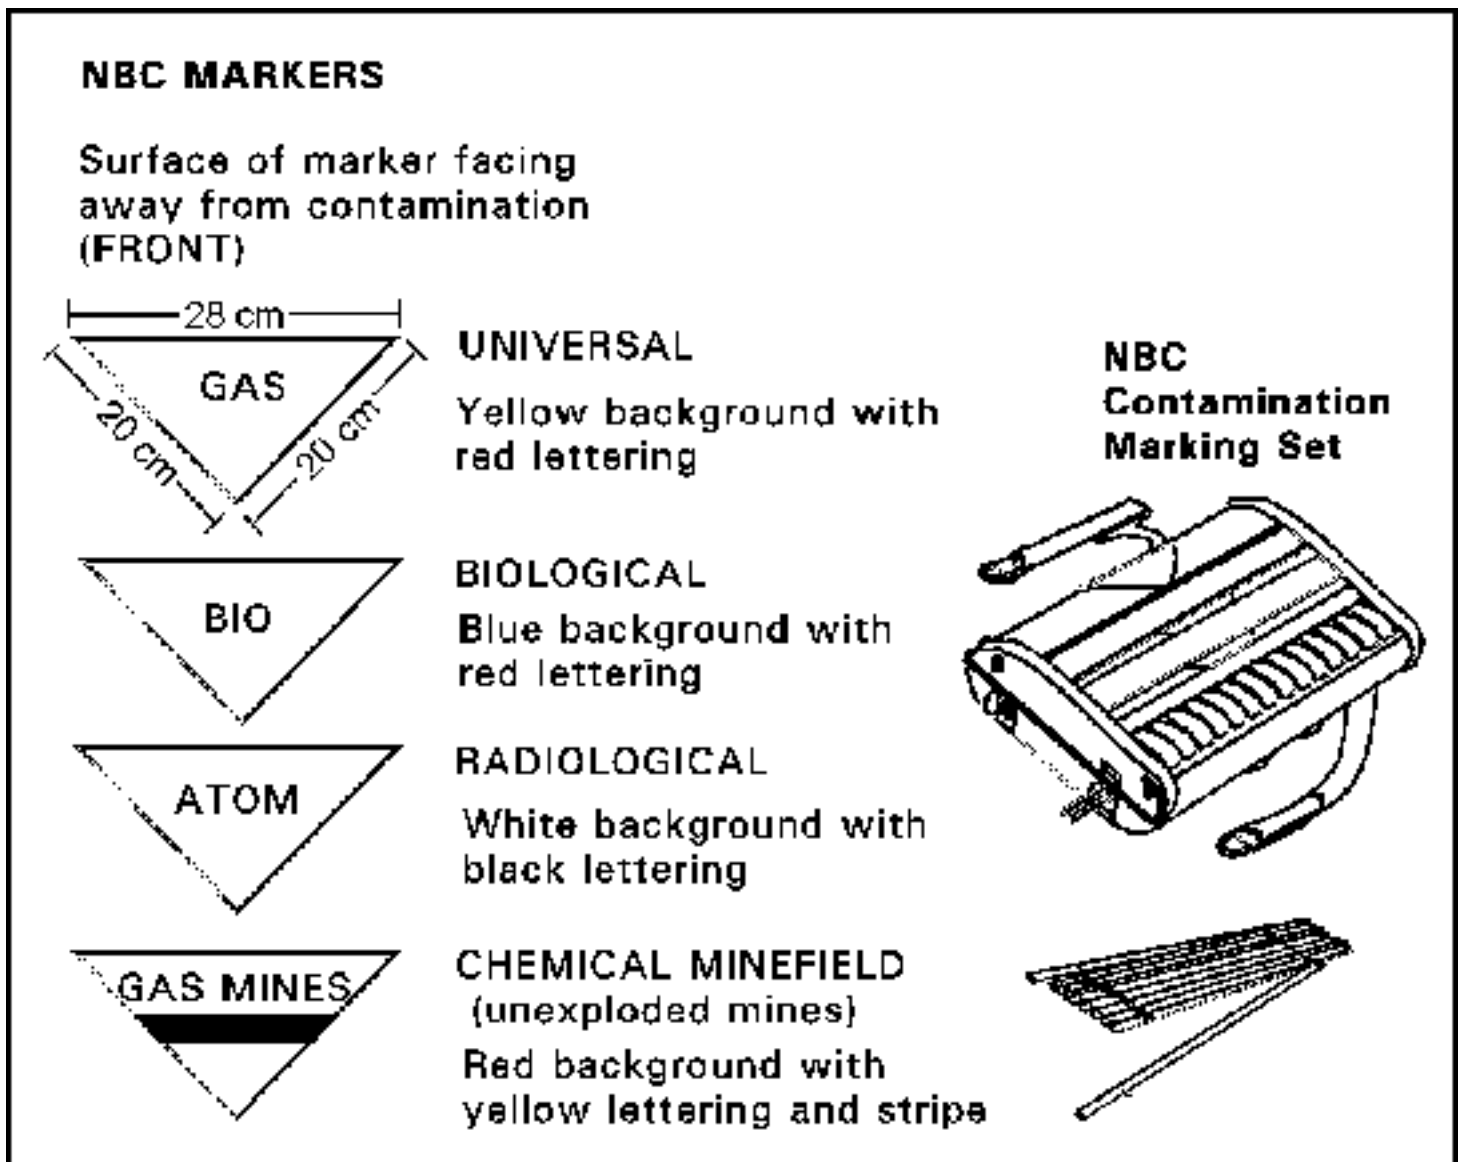 NBC MARKERS
Surface of marker facing
away from contamination
(FRONT)
28 cm
GAS
20 cm
20 cm
UNIVERSAL
Yellow background with
red lettering
NBC
Contamination
Marking Set
BIO
BIOLOGICAL
Blue background with
red lettering
ATOM
RADIOLOGICAL
White background with
black lettering
GAS MINES
CHEMICAL MINEFIELD
(unexploded mines)
Red background with
yellow lettering and stripe